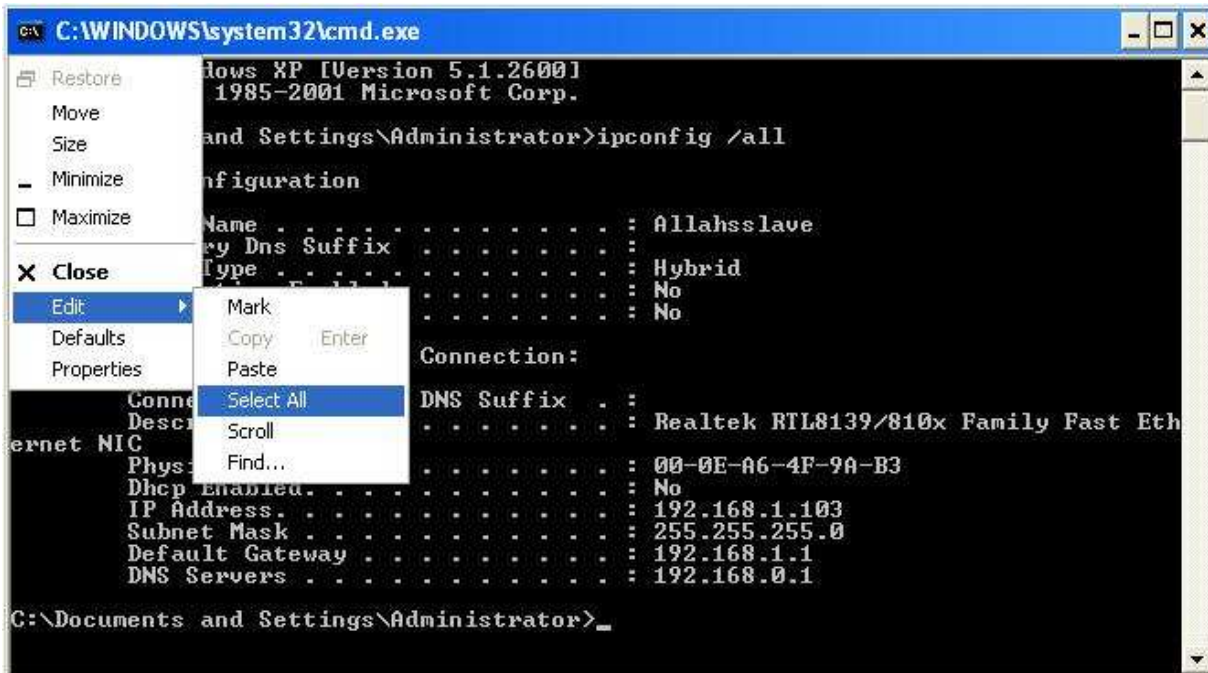 C:\WINDOWS\system32\cmd.exe
Restore
Move
Size
Minimize
Maximize
Close
Edit
Defaults
Properties
Mark
Copy Enter
Paste
Select All
Scroll
Find...
dows XP [Version 5.1.2600]
1985-2001 Microsoft Corp.
and Settings\Administrator>ipconfig /all
nfiguration
Name . . . . . . . . . . . . : Allahsslave
ry Dns Suffix . . . . . . . :
Type . . . . . . . . . . . . : Hybrid
. . . . . . . : No
. . . . . . . : No
Connection:
Conne DNS Suffix . :
Descr . . . . . . . : Realtek RTL8139/810x Family Fast Eth
ernet NIC
Physi . . . . . . . : 00-0E-A6-4F-9A-B3
Dhcp Enabled. . . . . . . . . . . : No
IP Address. . . . . . . . . . . . : 192.168.1.103
Subnet Mask . . . . . . . . . . . : 255.255.255.0
Default Gateway . . . . . . . . . : 192.168.1.1
DNS Servers . . . . . . . . . . . : 192.168.0.1
C:\Documents and Settings\Administrator>_